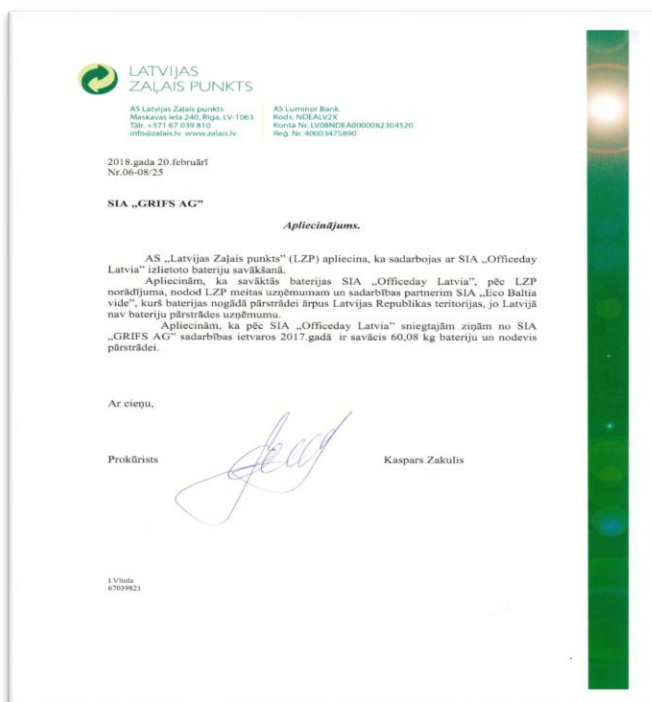 LATVIJAS
ZAĻAIS PUNKTS
AS Latvijas Zaļais punkts
Maskavas iela 240, Rīga, LV-1063
Tālr. +371 67 039 810
info@zalais.lv www.zalais.lv
AS Luminor Bank
Kods: NDEALV2X
Konta Nr. LV08NDEA0000082304520
Reg. Nr. 40003475890
2018.gada 20.februārī
Nr.06-08/25
SIA „GRIFS AG”
Apliecinājums.
AS „Latvijas Zaļais punkts” (LZP) apliecina, ka sadarbojas ar SIA „Officeday
Latvia” izlietoto bateriju savākšanā.
Apliecinām, ka savāktās baterijas SIA „Officeday Latvia”, pēc LZP
norādījuma, nodod LZP meitas uzņēmumam un sadarbības partnerim SIA „Eco Baltia
vide”, kurš baterijas nogādā pārstrādei ārpus Latvijas Republikas teritorijas, jo Latvijā
nav bateriju pārstrādes uzņēmumu.
Apliecinām, ka pēc SIA „Officeday Latvia” sniegtajām ziņām no SIA
„GRIFS AG” sadarbības ietvaros 2017.gadā ir savācis 60,08 kg bateriju un nodevis
pārstrādei.
Ar cieņu,
Prokūrists
Kaspars Zakulis
I.Vītola
67039821